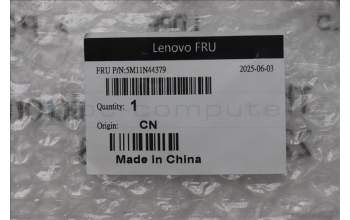 Lenovo FRU
FRU P/N:5M11N44379 2025-06-03
Quantity: 1
Origin: CN
Made in China